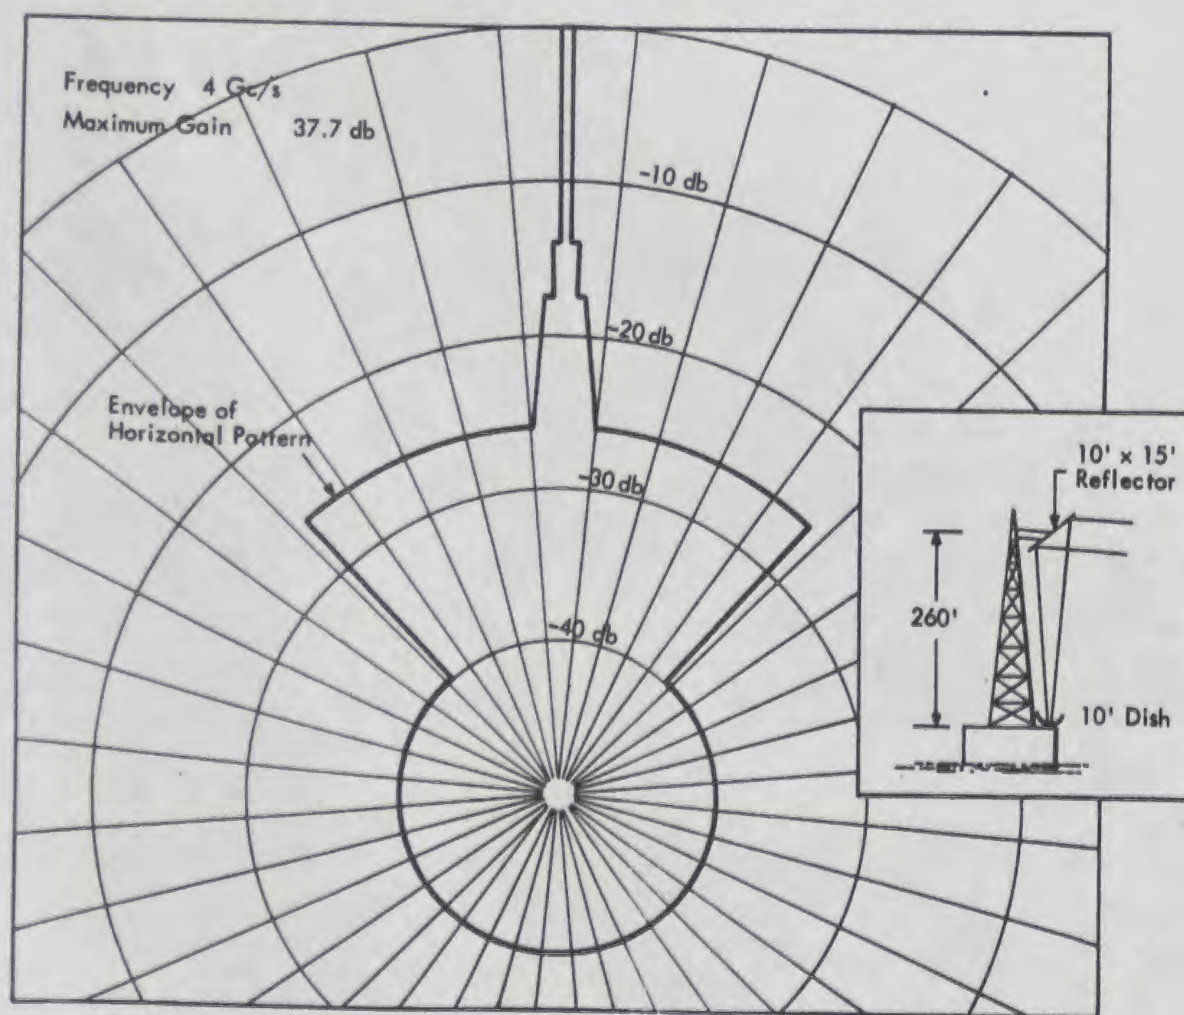 Frequency 4 Gc/s
Maximum Gain 37.7 db
-10 db
-20 db
Envelope of
Horizontal Pattern
-30 db
-40 db
10' x 15'
Reflector
260'
10' Dish